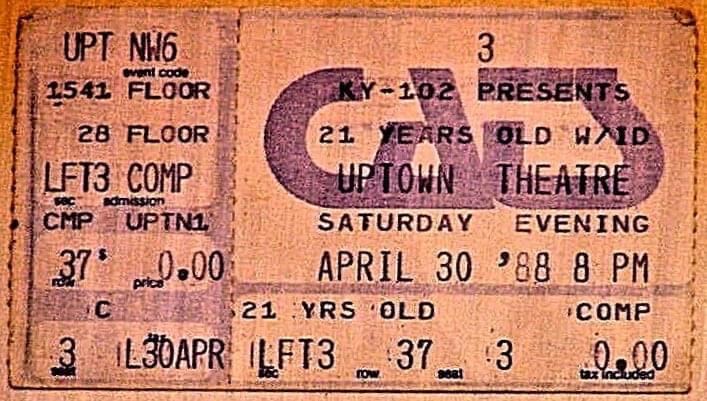 UPT NW6
event code
1541 FLOOR
28 FLOOR
LFT3 COMP
sec admission
CMP UPTN1
37 0.00
row price
C
3 L30APR
seat
3
CATS
KY-102 PRESENTS
21 YEARS OLD W/ID
UPTOWN THEATRE
SATURDAY EVENING
APRIL 30 '88 8 PM
21 YRS OLD COMP
LFT3 37 3 0.00
sec row seat tax included